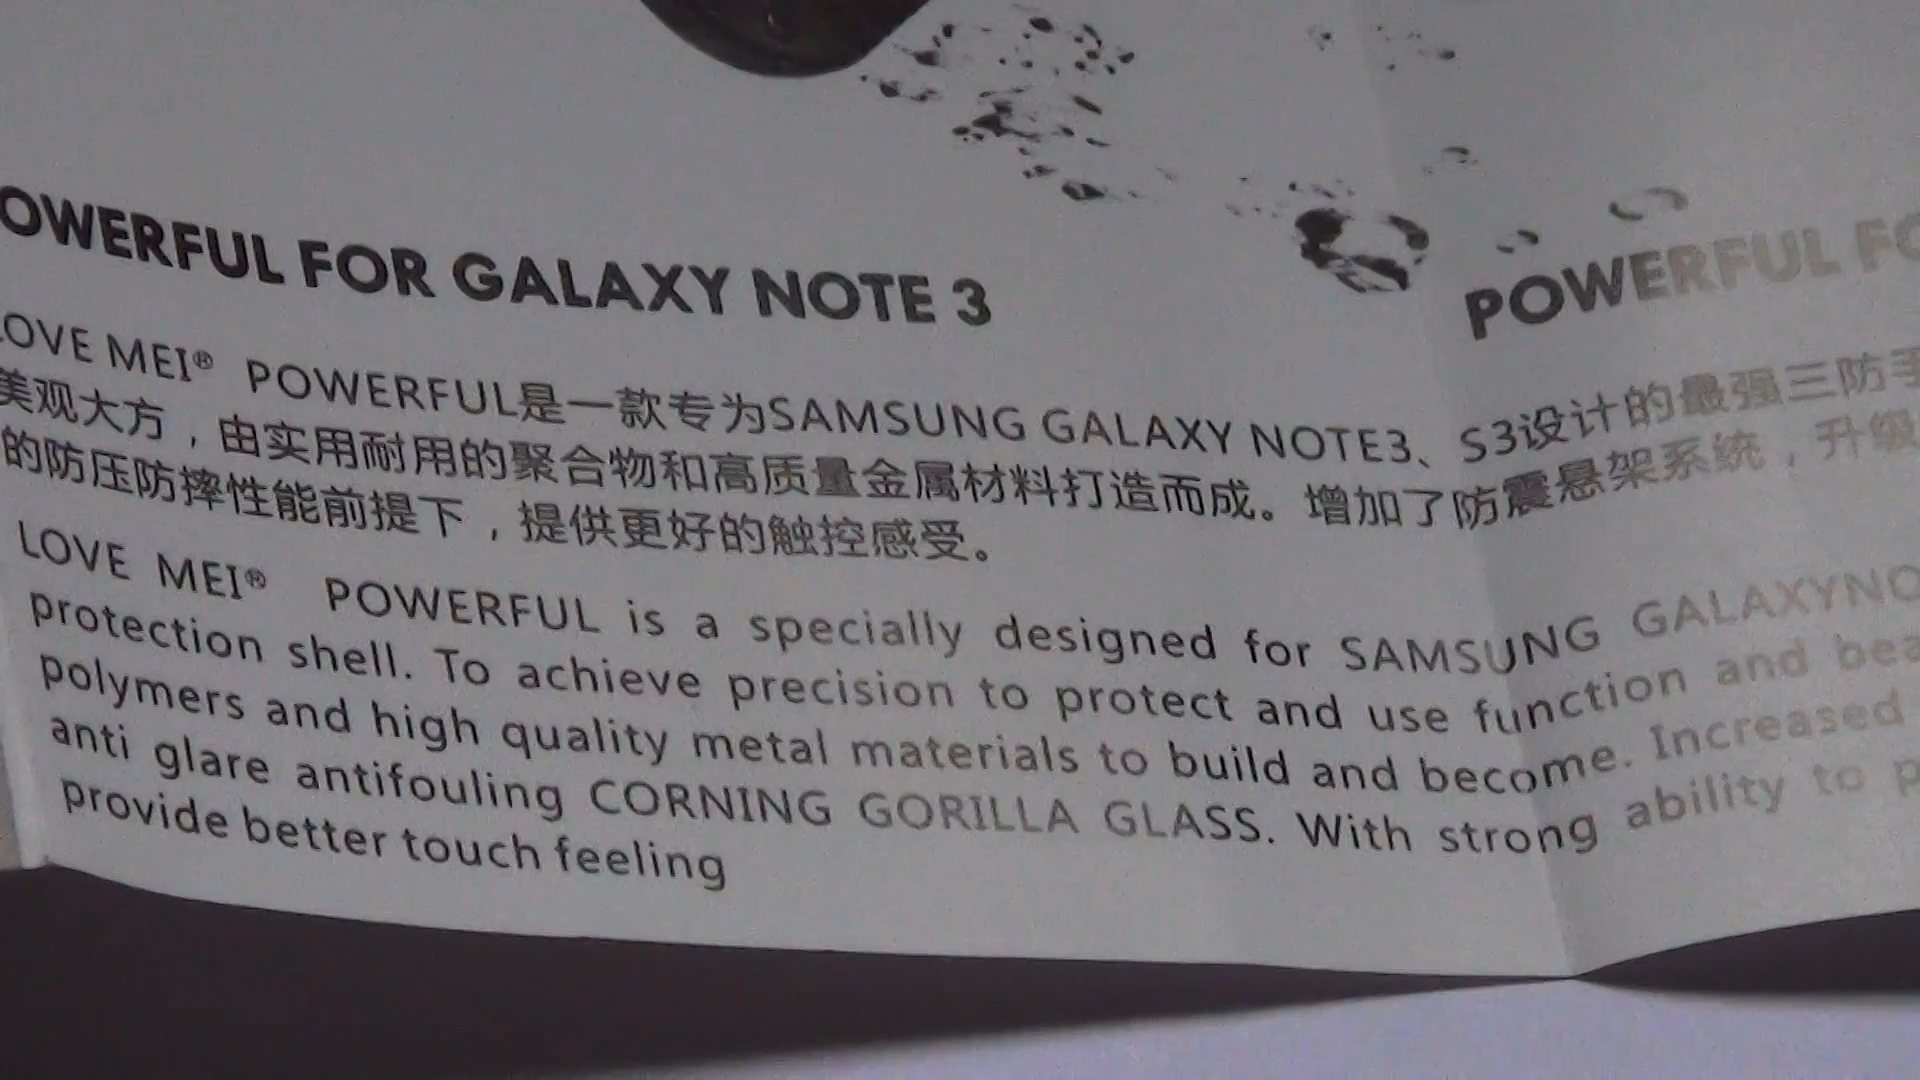 OWERFUL FOR GALAXY NOTE 3
POWERFUL FO
LOVE MEI® POWERFUL是一款专为SAMSUNG GALAXY NOTE3、S3设计的最强三防手
美观大方，由实用耐用的聚合物和高质量金属材料打造而成。增加了防震悬架系统，升级
的防压防摔性能前提下，提供更好的触控感受。
LOVE MEI® POWERFUL is a specially designed for SAMSUNG GALAXYNO
protection shell. To achieve precision to protect and use function and bea
polymers and high quality metal materials to build and become. Increased
anti glare antifouling CORNING GORILLA GLASS. With strong ability to p
provide better touch feeling